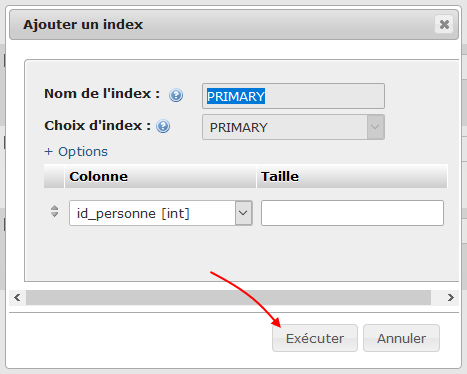 Ajouter un index
Nom de l'index : PRIMARY
Choix d'index : PRIMARY
+ Options
Colonne Taille
id_personne [int]
Exécuter Annuler